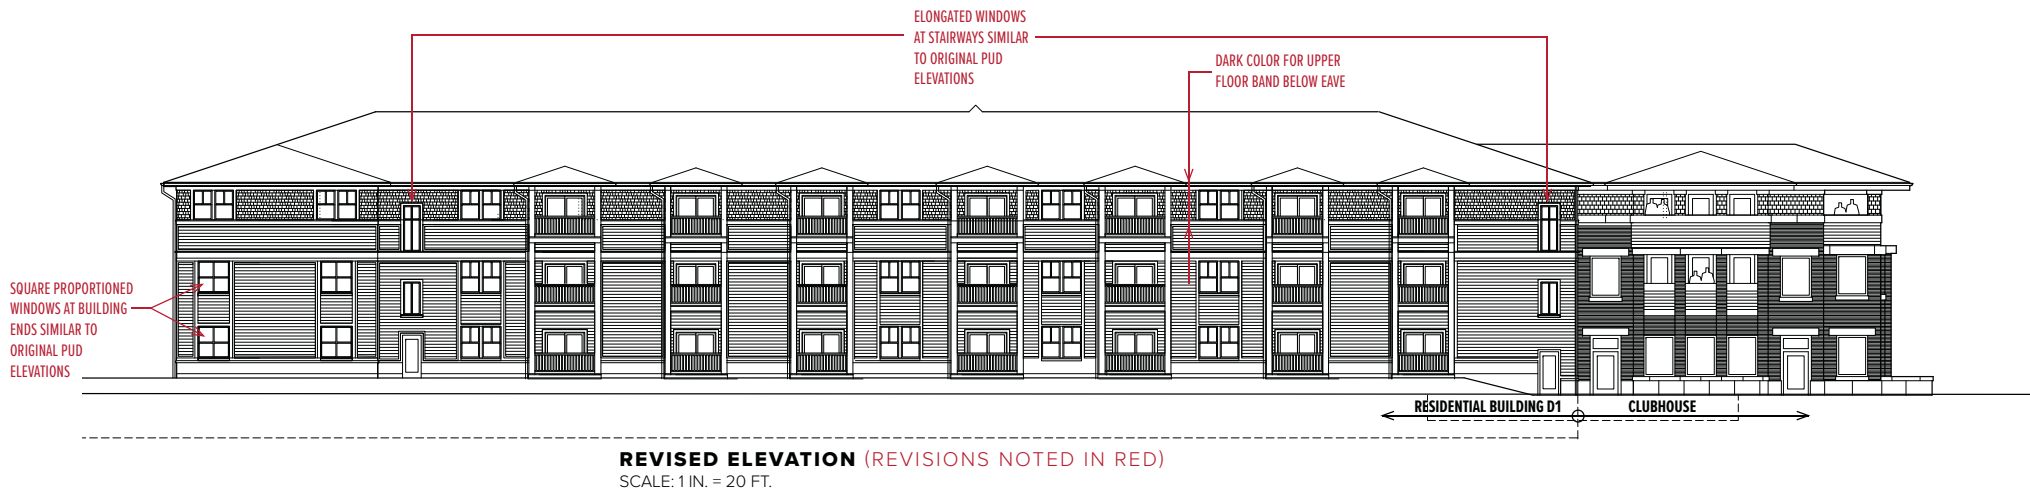 ELONGATED WINDOWS
AT STAIRWAYS SIMILAR
TO ORIGINAL PUD
ELEVATIONS
DARK COLOR FOR UPPER
FLOOR BAND BELOW EAVE
SQUARE PROPORTIONED
WINDOWS AT BUILDING
ENDS SIMILAR TO
ORIGINAL PUD
ELEVATIONS
RESIDENTIAL BUILDING D1
CLUBHOUSE
REVISED ELEVATION (REVISIONS NOTED IN RED)
SCALE: 1 IN. = 20 FT.